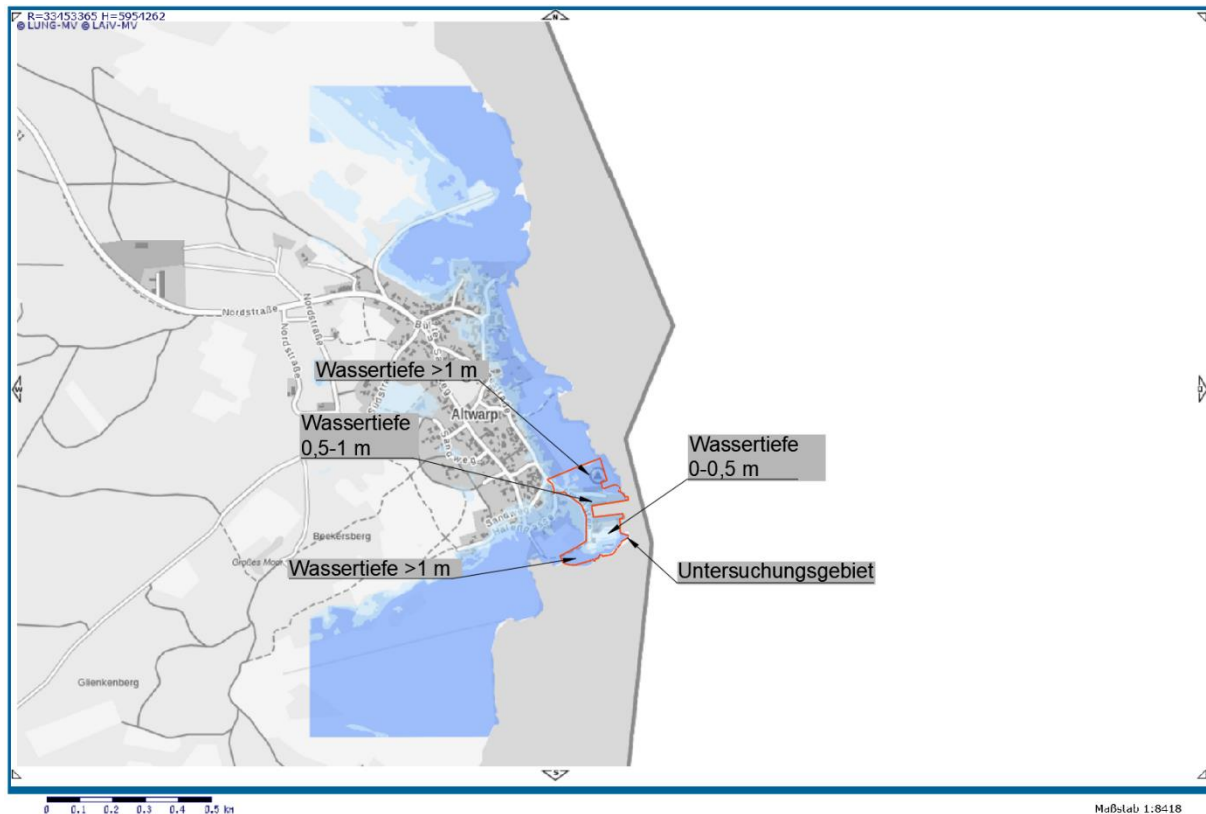 R=33453365 H=5954262
© LUNG-MV © LAiV-MV
N
Nordstraße
Nordstraße
Nordstraße
Wassertiefe >1 m
Altwarp
Wassertiefe
0,5-1 m
Wassertiefe
0-0,5 m
Sandweg
Beekersberg
Großes Moor
Wassertiefe >1 m
Untersuchungsgebiet
Glienkenberg
S
0 0.1 0.2 0.3 0.4 0.5 km
Maßstab 1:8418